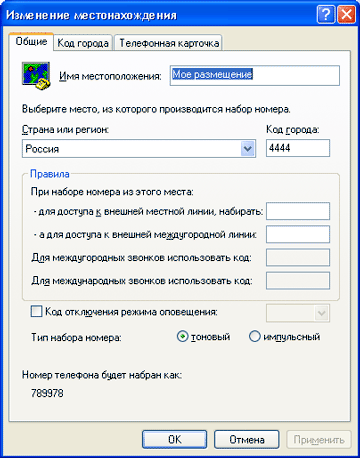 Изменение местонахождения
Общие Код города Телефонная карточка
Имя местоположения: Мое размещение
Выберите место, из которого производится набор номера.
Страна или регион: Код города:
Россия 4444
Правила
При наборе номера из этого места:
- для доступа к внешней местной линии, набирать:
- а для доступа к внешней междугородной линии:
Для междугородных звонков использовать код:
Для международных звонков использовать код:
Код отключения режима оповещения:
Тип набора номера: тоновый импульсный
Номер телефона будет набран как:
789978
ОК Отмена Применить